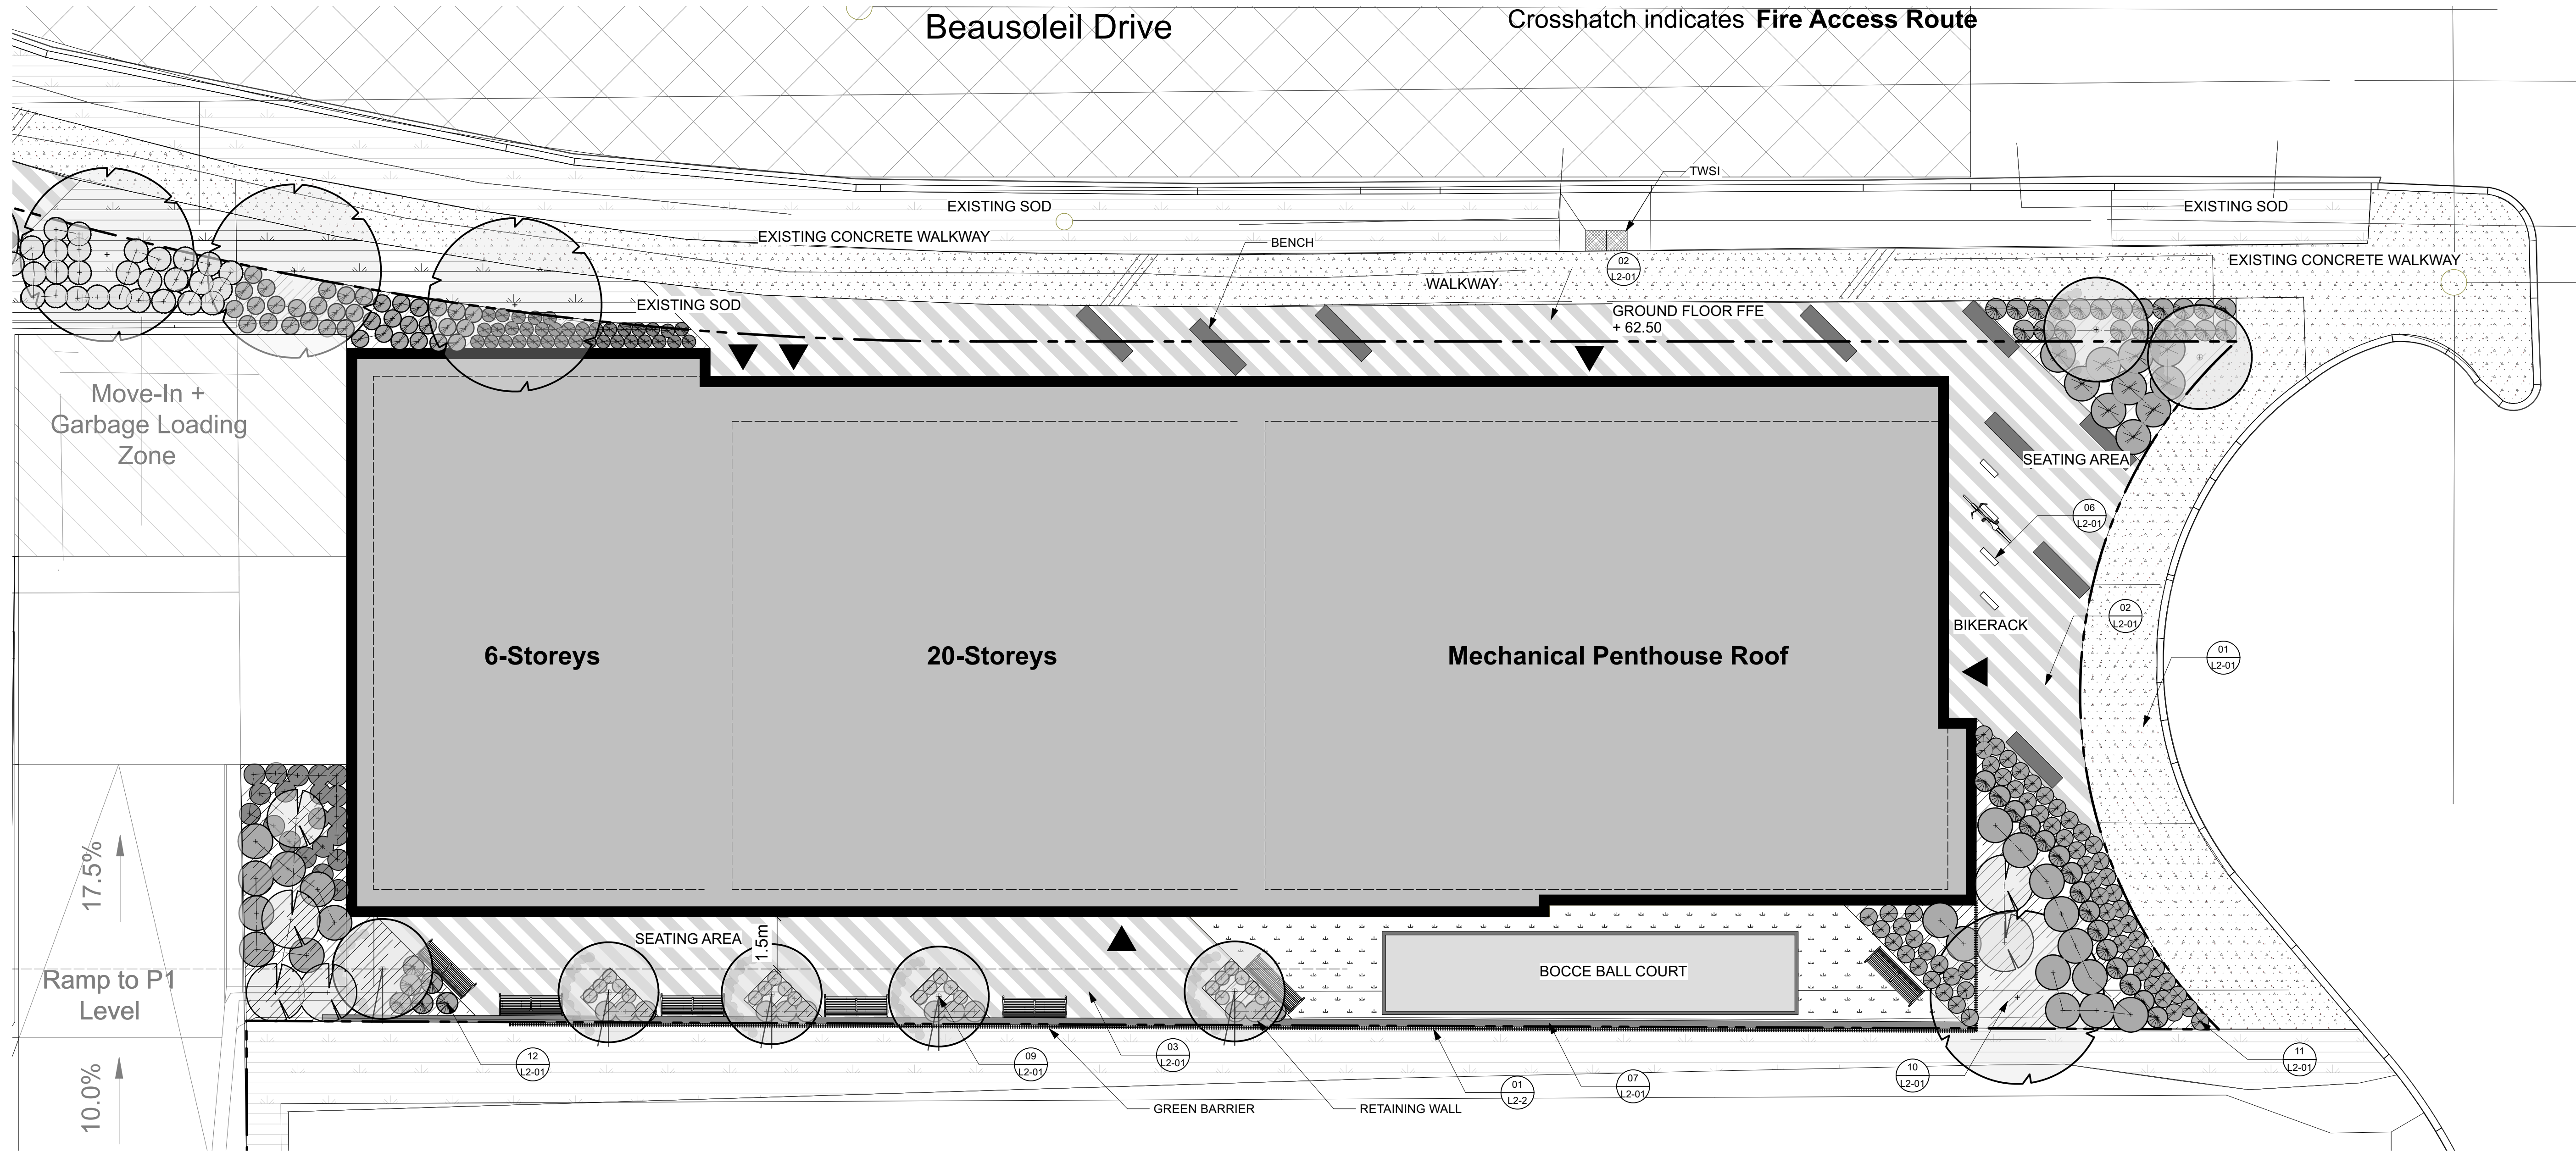 Beausoleil Drive
Crosshatch indicates Fire Access Route
TWSI
EXISTING SOD
EXISTING SOD
EXISTING CONCRETE WALKWAY
BENCH
02
L2-01
EXISTING CONCRETE WALKWAY
WALKWAY
EXISTING SOD
GROUND FLOOR FFE
+ 62.50
Move-In +
Garbage Loading
Zone
SEATING AREA
06
L2-01
02
L2-01
BIKERACK
01
L2-01
6-Storeys
20-Storeys
Mechanical Penthouse Roof
17.5%
SEATING AREA
1.5m
BOCCE BALL COURT
Ramp to P1
Level
10.0%
12
L2-01
09
L2-01
03
L2-01
01
L2-2
07
L2-01
10
L2-01
11
L2-01
GREEN BARRIER
RETAINING WALL